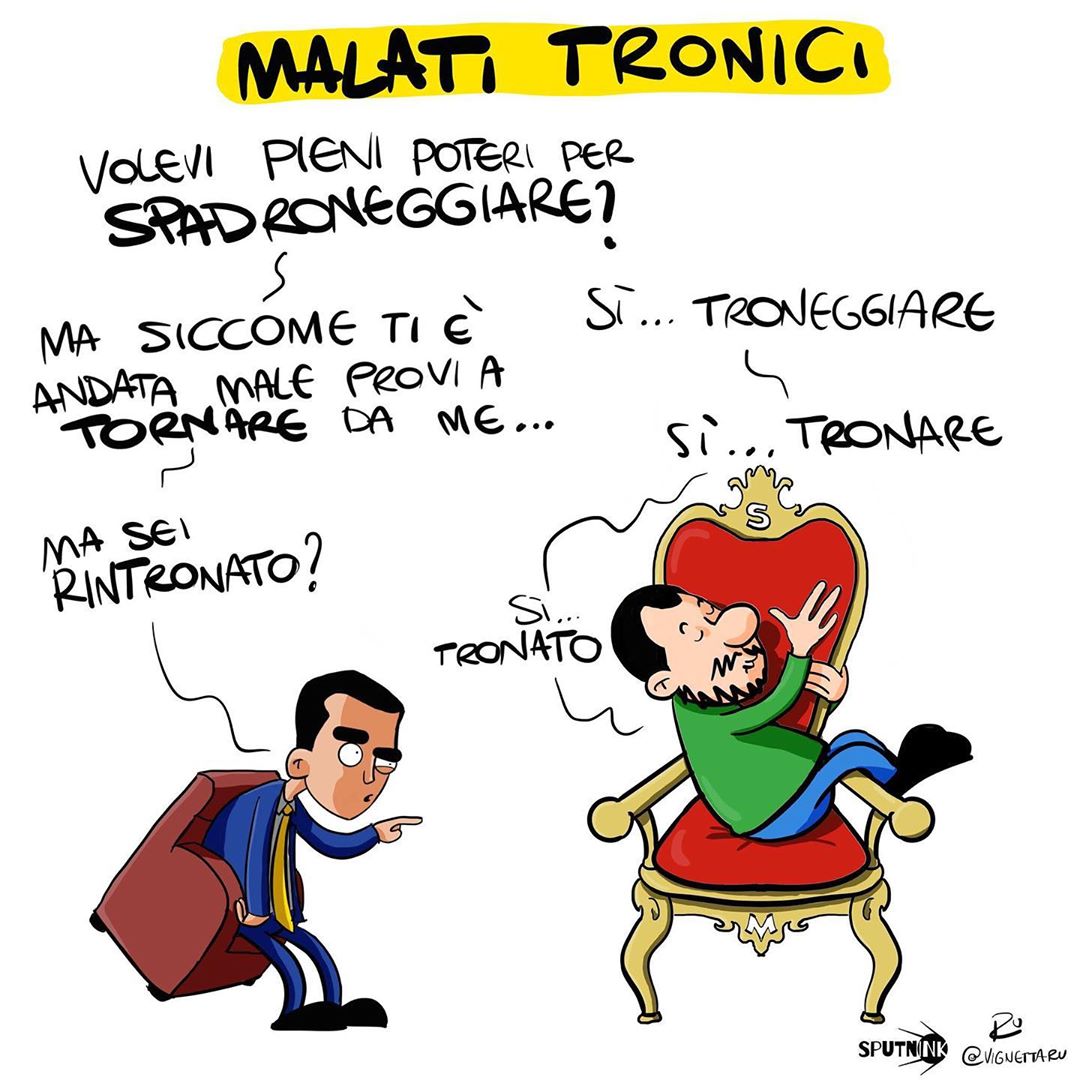 MALATI TRONICI
VOLEVI PIENI POTERI PER
SPADRONEGGIARE?
SÌ... TRONEGGIARE
MA SICCOME TI È
ANDATA MALE PROVI A
TORNARE DA ME...
SÌ... TRONARE
MA SEI
RINTRONATO?
SÌ...
TRONATO
S
M
SPUTNINK
Ru
@VIGNETTARU